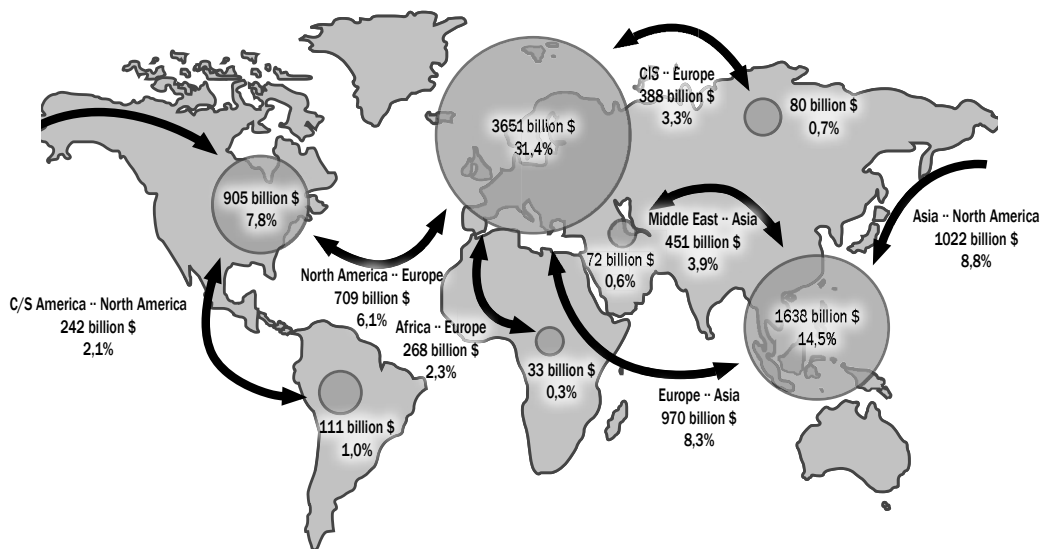 CIS ·· Europe
388 billion $
3,3%
80 billion $
0,7%
3651 billion $
31,4%
905 billion $
7,8%
Middle East ·· Asia
451 billion $
3,9%
Asia ·· North America
1022 billion $
8,8%
72 billion $
0,6%
North America ·· Europe
709 billion $
6,1%
C/S America ·· North America
242 billion $
2,1%
Africa ·· Europe
268 billion $
2,3%
1638 billion $
14,5%
33 billion $
0,3%
Europe ·· Asia
970 billion $
8,3%
111 billion $
1,0%